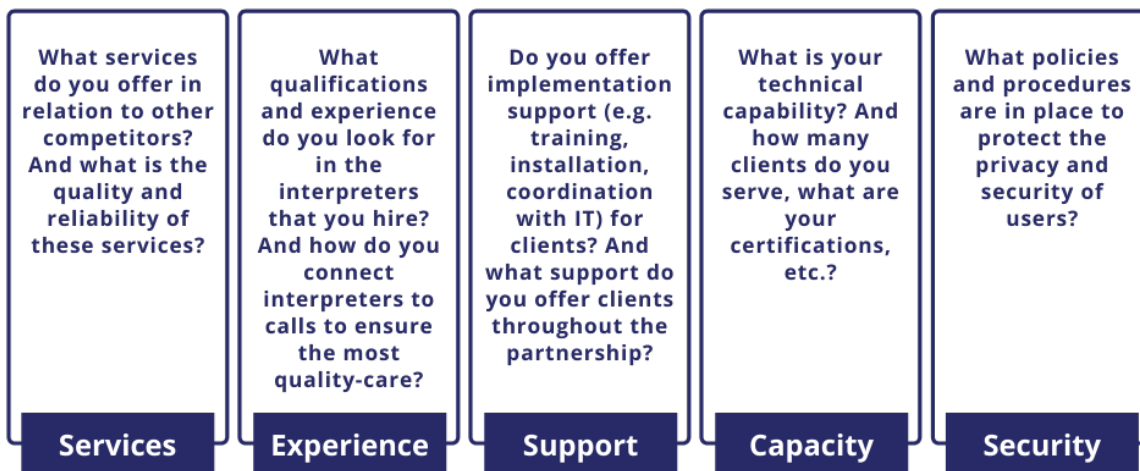 What services
do you offer in
relation to other
competitors?
And what is the
quality and
reliability of
these services?
Services
What
qualifications
and experience
do you look for
in the
interpreters
that you hire?
And how do you
connect
interpreters to
calls to ensure
the most
quality-care?
Experience
Do you offer
implementation
support (e.g.
training,
installation,
coordination
with IT) for
clients? And
what support do
you offer clients
throughout the
partnership?
Support
What is your
technical
capability? And
how many
clients do you
serve, what are
your
certifications,
etc.?
Capacity
What policies
and procedures
are in place to
protect the
privacy and
security of
users?
Security